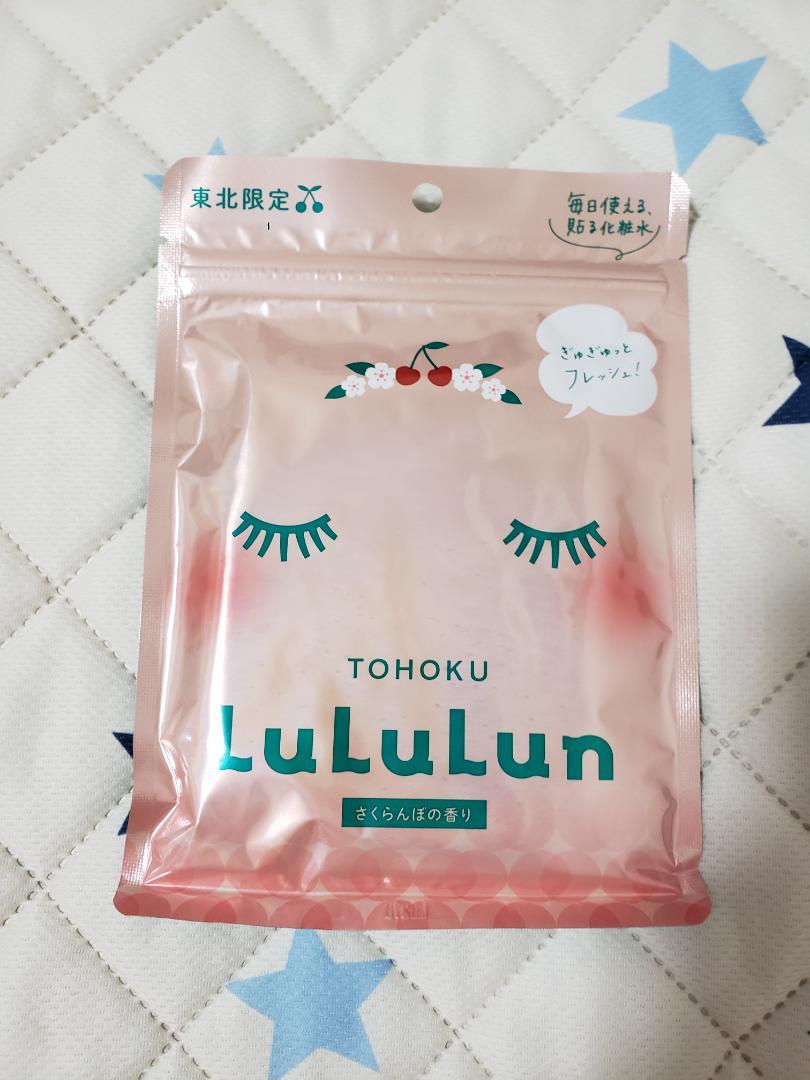 東北限定
毎日使える、
貼る化粧水
ぎゅぎゅっと
フレッシュ!
TOHOKU
LuLuLun
さくらんぼの香り